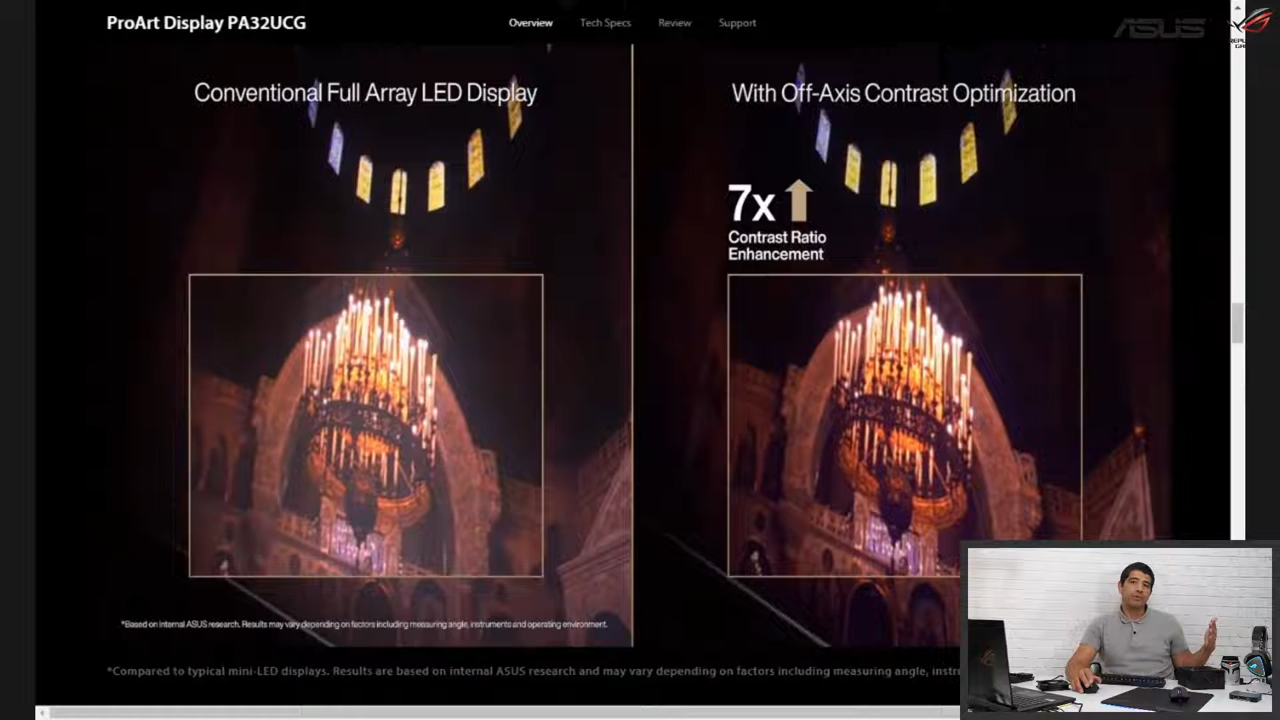 ProArt Display PA32UCG
Overview
Tech Specs
Review
Support
ASUS
Conventional Full Array LED Display
With Off-Axis Contrast Optimization
7x
Contrast Ratio
Enhancement
*Based on internal ASUS research. Results may vary depending on factors including measuring angle, instruments and operating environment.
*Compared to typical mini-LED displays. Results are based on internal ASUS research and may vary depending on factors including measuring angle, instr